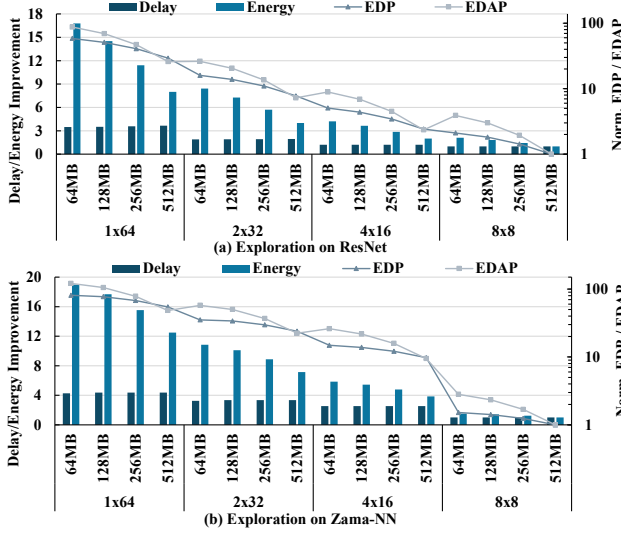 Delay Energy EDP EDAP
Delay/Energy Improvement
18
15
12
9
6
3
0
100
10
1
Norm. EDP / EDAP
64MB 128MB 256MB 512MB 64MB 128MB 256MB 512MB 64MB 128MB 256MB 512MB 64MB 128MB 256MB 512MB
1x64 2x32 4x16 8x8
(a) Exploration on ResNet
Delay Energy EDP EDAP
Delay/Energy Improvement
20
16
12
8
4
0
100
10
1
Norm. EDP / EDAP
64MB 128MB 256MB 512MB 64MB 128MB 256MB 512MB 64MB 128MB 256MB 512MB 64MB 128MB 256MB 512MB
1x64 2x32 4x16 8x8
(b) Exploration on Zama-NN